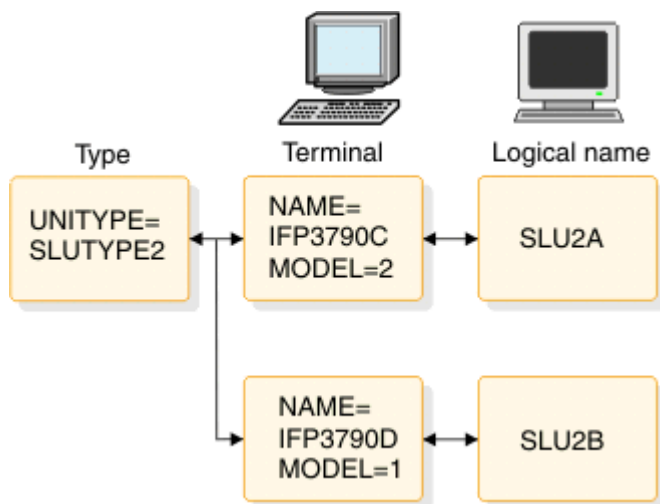 Type
Terminal
Logical name
UNITYPE=
SLUTYPE2
NAME=
IFP3790C
MODEL=2
SLU2A
NAME=
IFP3790D
MODEL=1
SLU2B